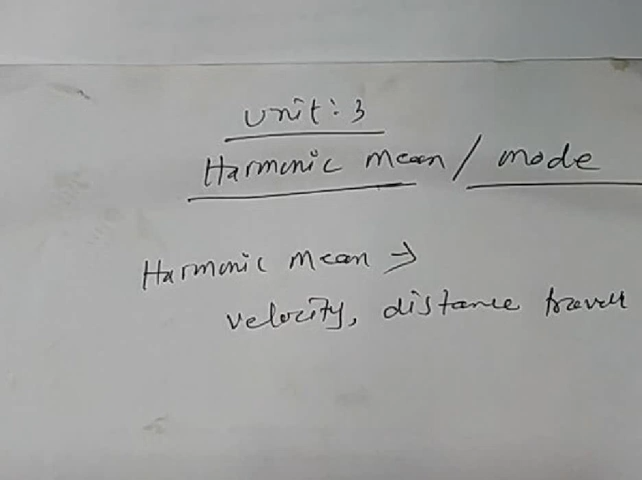 Unit: 3
Harmonic mean / mode
Harmonic mean →
velocity, distance travell